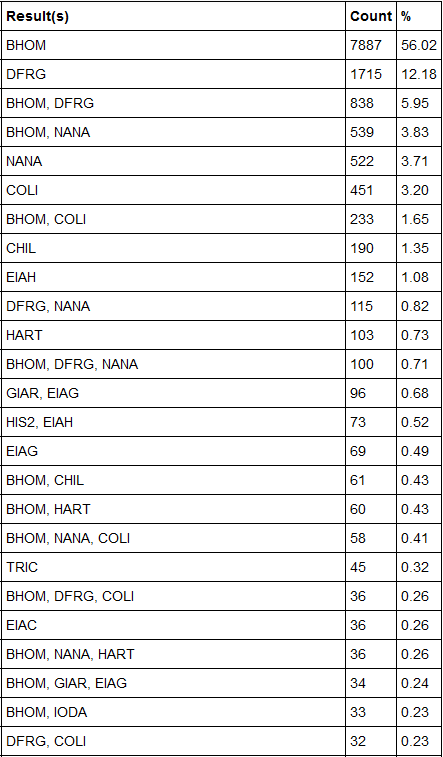 Result(s) Count %
BHOM 7887 56.02
DFRG 1715 12.18
BHOM, DFRG 838 5.95
BHOM, NANA 539 3.83
NANA 522 3.71
COLI 451 3.20
BHOM, COLI 233 1.65
CHIL 190 1.35
EIAH 152 1.08
DFRG, NANA 115 0.82
HART 103 0.73
BHOM, DFRG, NANA 100 0.71
GIAR, EIAG 96 0.68
HIS2, EIAH 73 0.52
EIAG 69 0.49
BHOM, CHIL 61 0.43
BHOM, HART 60 0.43
BHOM, NANA, COLI 58 0.41
TRIC 45 0.32
BHOM, DFRG, COLI 36 0.26
EIAC 36 0.26
BHOM, NANA, HART 36 0.26
BHOM, GIAR, EIAG 34 0.24
BHOM, IODA 33 0.23
DFRG, COLI 32 0.23